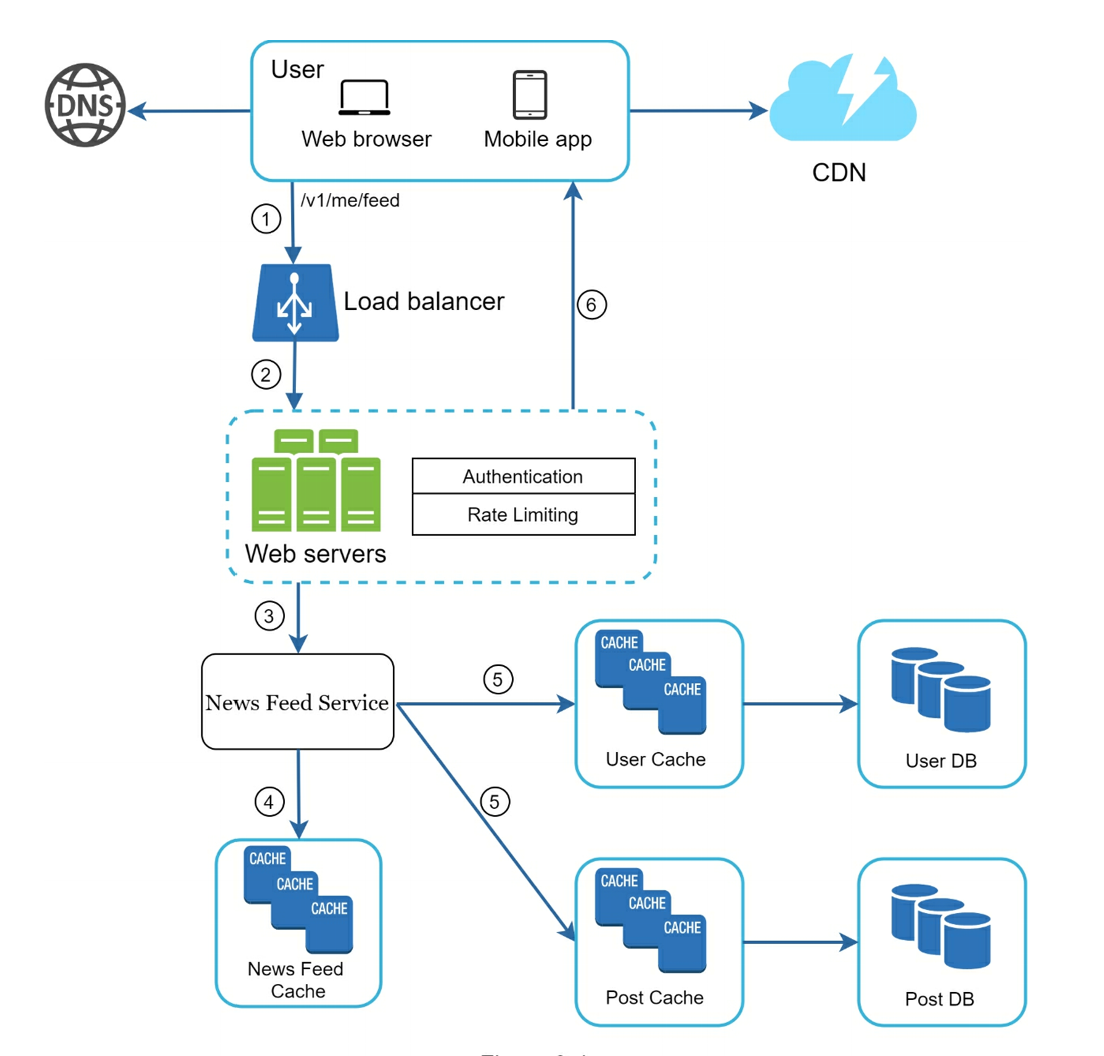 User
DNS
Web browser
Mobile app
CDN
/v1/me/feed
1
Load balancer
6
2
Authentication
Rate Limiting
Web servers
3
CACHE
CACHE
CACHE
User Cache
User DB
5
News Feed Service
4
5
CACHE
CACHE
CACHE
News Feed
Cache
CACHE
CACHE
CACHE
Post Cache
Post DB